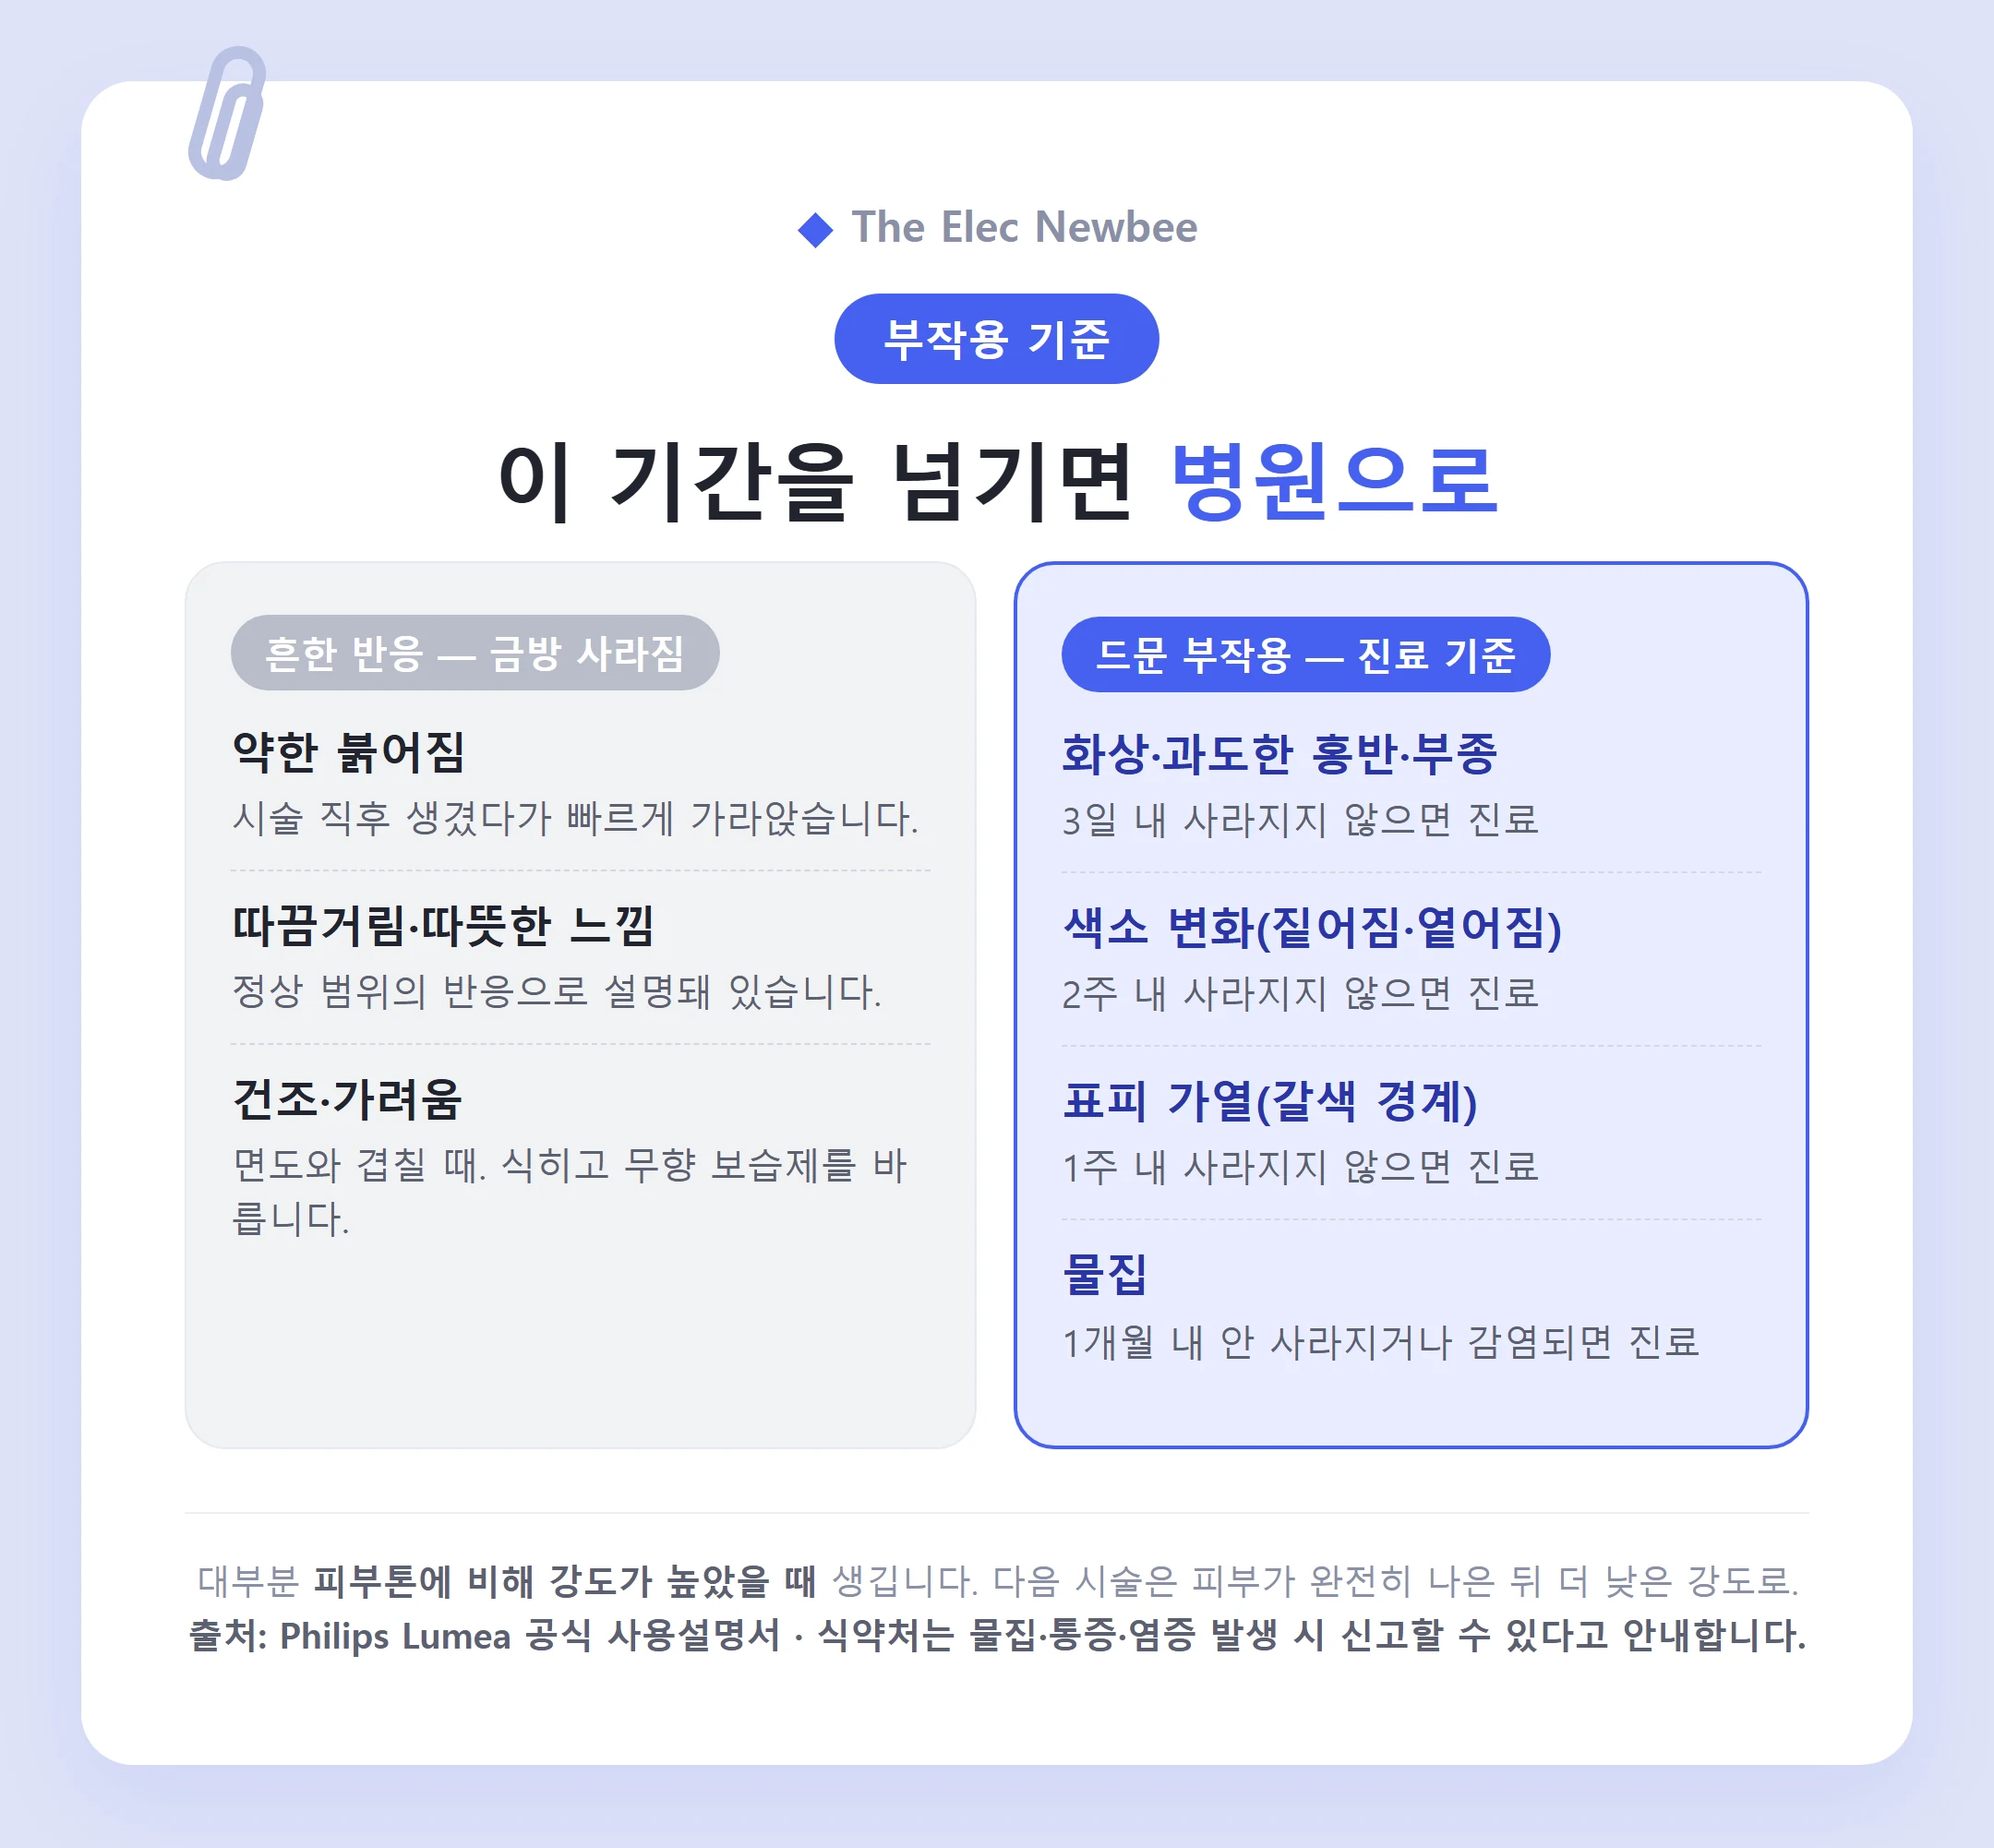 The Elec Newbee
부작용 기준
이 기간을 넘기면 병원으로
흔한 반응 — 금방 사라짐
약한 붉어짐
시술 직후 생겼다가 빠르게 가라앉습니다.
따끔거림·따뜻한 느낌
정상 범위의 반응으로 설명돼 있습니다.
건조·가려움
면도와 겹칠 때. 식히고 무향 보습제를 바
릅니다.
드문 부작용 — 진료 기준
화상·과도한 홍반·부종
3일 내 사라지지 않으면 진료
색소 변화(짙어짐·옅어짐)
2주 내 사라지지 않으면 진료
표피 가열(갈색 경계)
1주 내 사라지지 않으면 진료
물집
1개월 내 안 사라지거나 감염되면 진료
대부분 피부톤에 비해 강도가 높았을 때 생깁니다. 다음 시술은 피부가 완전히 나은 뒤 더 낮은 강도로.
출처: Philips Lumea 공식 사용설명서 · 식약처는 물집·통증·염증 발생 시 신고할 수 있다고 안내합니다.